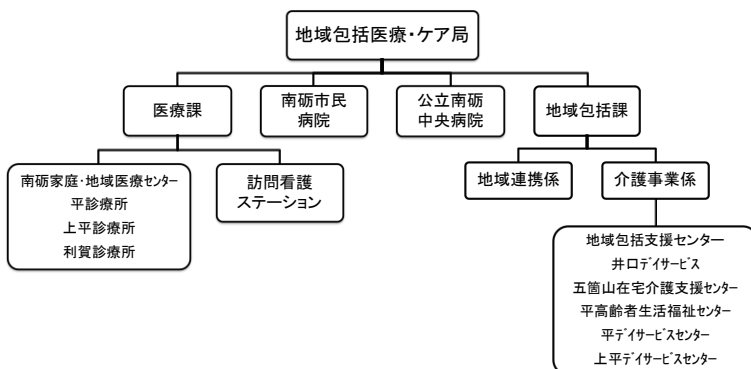 地域包括医療・ケア局
医療課
南砺市民
病院
公立南砺
中央病院
地域包括課
南砺家庭・地域医療ｾﾝﾀｰ
平診療所
上平診療所
利賀診療所
訪問看護
ステーション
地域連携係
介護事業係
地域包括支援ｾﾝﾀｰ
井口ﾃﾞｲｻｰﾋﾞｽ
五箇山在宅介護支援ｾﾝﾀｰ
平高齢者生活福祉ｾﾝﾀｰ
平ﾃﾞｲｻｰﾋﾞｽｾﾝﾀｰ
上平ﾃﾞｲｻｰﾋﾞｽｾﾝﾀｰ